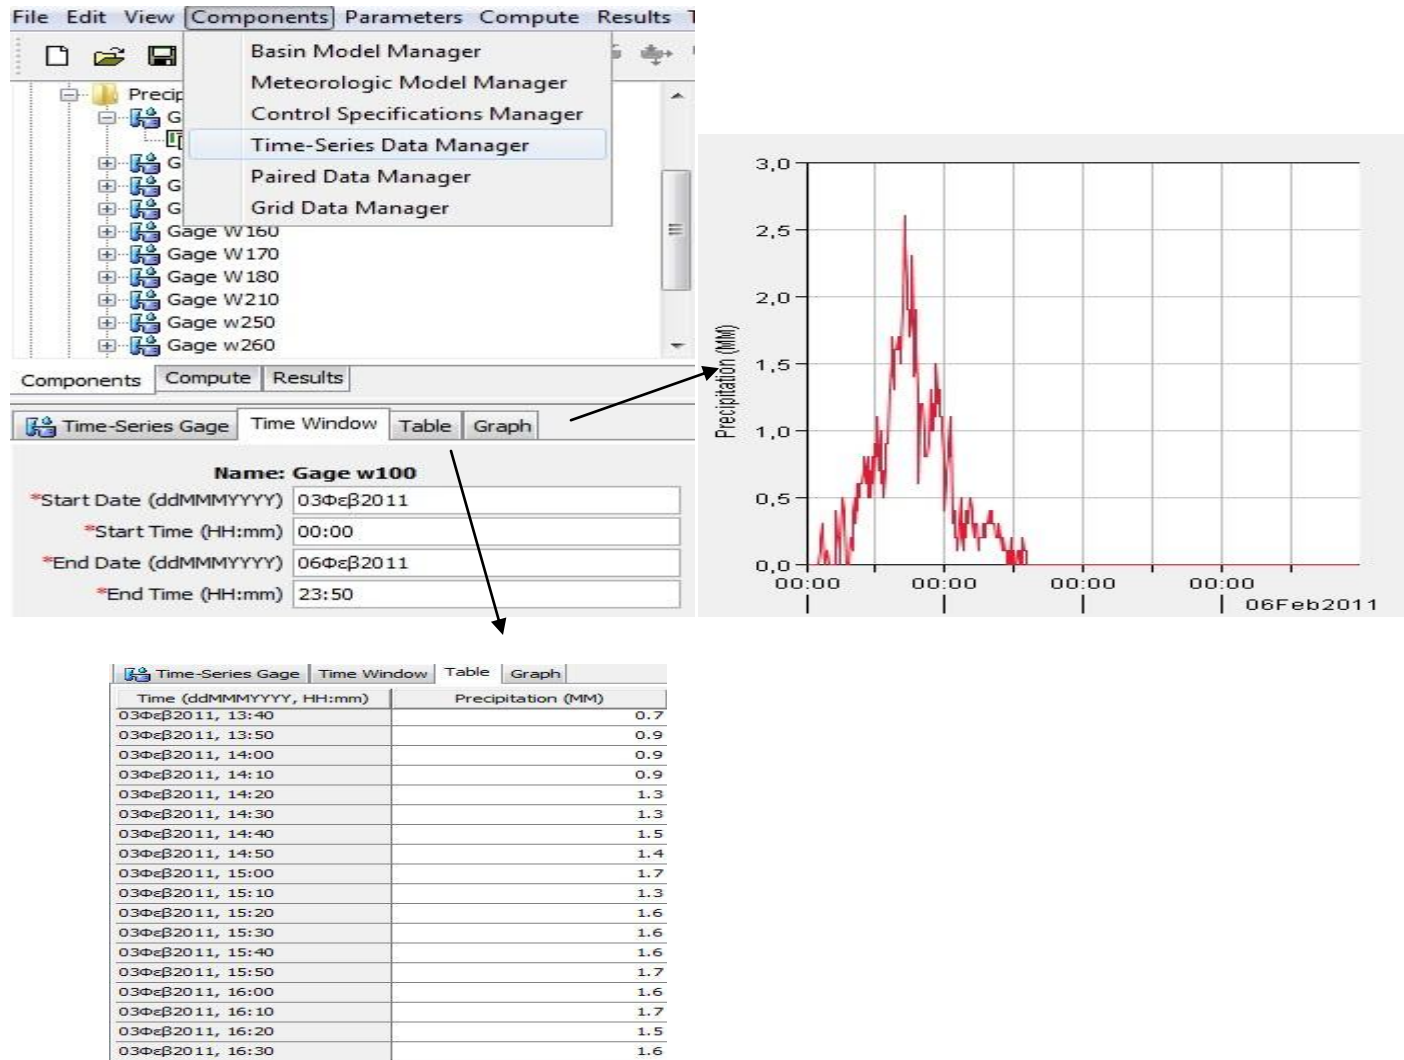 File Edit View Components Parameters Compute Results
Basin Model Manager
Meteorologic Model Manager
Control Specifications Manager
Time-Series Data Manager
Paired Data Manager
Grid Data Manager
Precip
G
G
G
G
Gage W160
Gage W170
Gage W180
Gage W210
Gage w250
Gage w260
Components Compute Results
Time-Series Gage Time Window Table Graph
Name: Gage w100
*Start Date (ddMMMYYYY) 03Φεβ2011
*Start Time (HH:mm) 00:00
*End Date (ddMMMYYYY) 06Φεβ2011
*End Time (HH:mm) 23:50
Precipitation (MM)
3,0
2,5
2,0
1,5
1,0
0,5
0,0
00:00 00:00 00:00 00:00
06Feb2011
Time-Series Gage Time Window Table Graph
Time (ddMMMYYYY, HH:mm) Precipitation (MM)
03Φεβ2011, 13:40 0.7
03Φεβ2011, 13:50 0.9
03Φεβ2011, 14:00 0.9
03Φεβ2011, 14:10 0.9
03Φεβ2011, 14:20 1.3
03Φεβ2011, 14:30 1.3
03Φεβ2011, 14:40 1.5
03Φεβ2011, 14:50 1.4
03Φεβ2011, 15:00 1.7
03Φεβ2011, 15:10 1.3
03Φεβ2011, 15:20 1.6
03Φεβ2011, 15:30 1.6
03Φεβ2011, 15:40 1.6
03Φεβ2011, 15:50 1.7
03Φεβ2011, 16:00 1.6
03Φεβ2011, 16:10 1.7
03Φεβ2011, 16:20 1.5
03Φεβ2011, 16:30 1.6